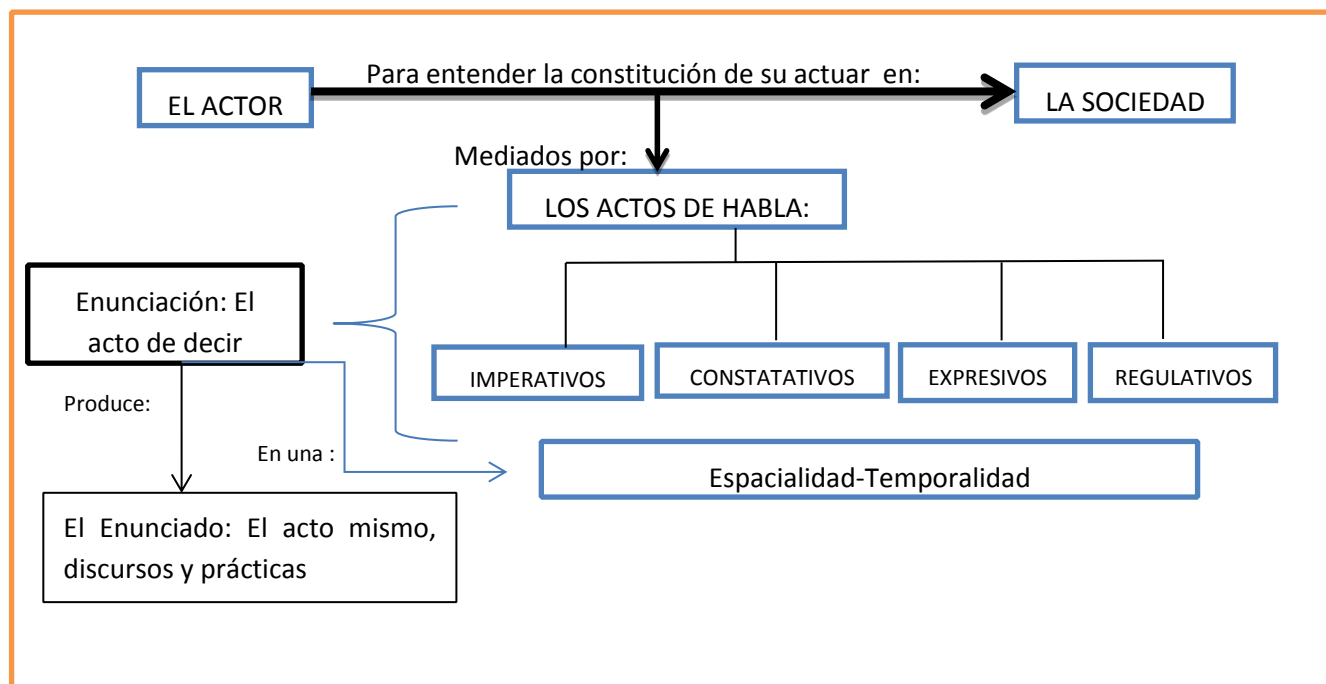 Para entender la constitución de su actuar en:
EL ACTOR
LA SOCIEDAD
Mediados por:
LOS ACTOS DE HABLA:
Enunciación: El
acto de decir
IMPERATIVOS
CONSTATATIVOS
EXPRESIVOS
REGULATIVOS
Produce:
En una :
Espacialidad-Temporalidad
El Enunciado: El acto mismo,
discursos y prácticas